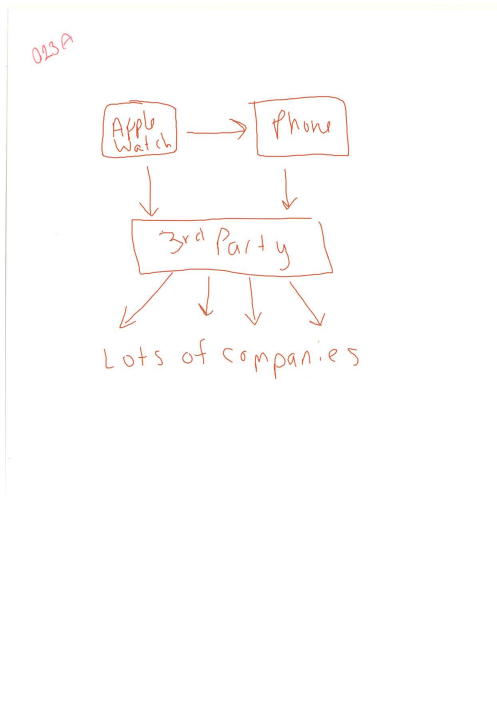 023A
Apple
Watch
Phone
3rd Party
Lots of companies